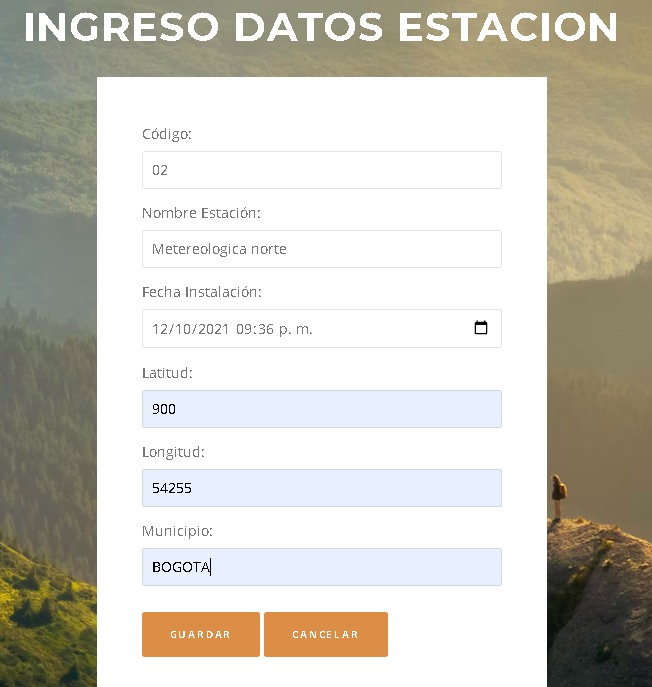 INGRESO DATOS ESTACION
Código:
02
Nombre Estación:
Metereologica norte
Fecha Instalación:
12/10/2021 09:36 p. m.
Latitud:
900
Longitud:
54255
Municipio:
BOGOTA
GUARDAR CANCELAR